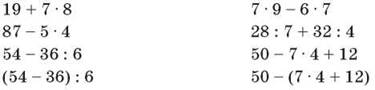 19 + 7 · 8
87 – 5 · 4
54 – 36 : 6
(54 – 36) : 6
7 · 9 – 6 · 7
28 : 7 + 32 : 4
50 – 7 · 4 + 12
50 – (7 · 4 + 12)